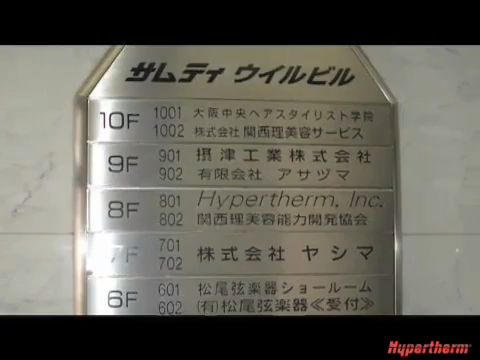 サムティ ウイルビル
10F 1001 大阪中央ヘアスタイリスト学院
1002 株式会社 関西理美容サービス
9F 901 摂津工業株式会社
902 有限会社 アサヅマ
8F 801 Hypertherm, Inc.
802 関西理美容能力開発協会
7F 701 株式会社 ヤシマ
702
6F 601 松尾弦楽器ショールーム
602 (有)松尾弦楽器≪受付≫
Hypertherm